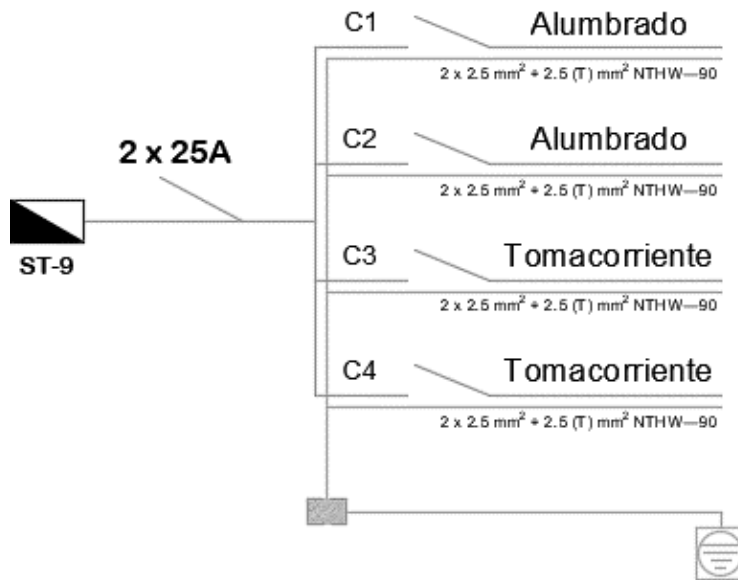 C1 Alumbrado
2 x 2.5 mm² + 2.5 (T) mm² NTHW—90
C2 Alumbrado
2 x 2.5 mm² + 2.5 (T) mm² NTHW—90
2 x 25A
ST-9
C3 Tomacorriente
2 x 2.5 mm² + 2.5 (T) mm² NTHW—90
C4 Tomacorriente
2 x 2.5 mm² + 2.5 (T) mm² NTHW—90